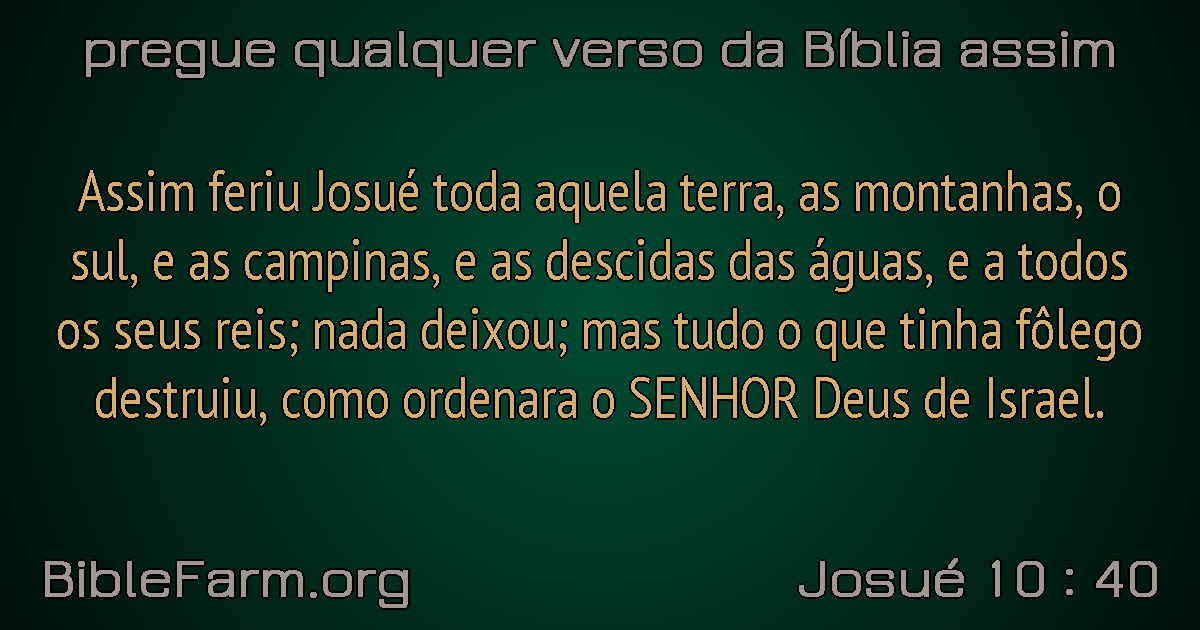 pregue qualquer verso da Bíblia assim
Assim feriu Josué toda aquela terra, as montanhas, o
sul, e as campinas, e as descidas das águas, e a todos
os seus reis; nada deixou; mas tudo o que tinha fôlego
destruiu, como ordenara o SENHOR Deus de Israel.
BibleFarm.org
Josué 10 : 40